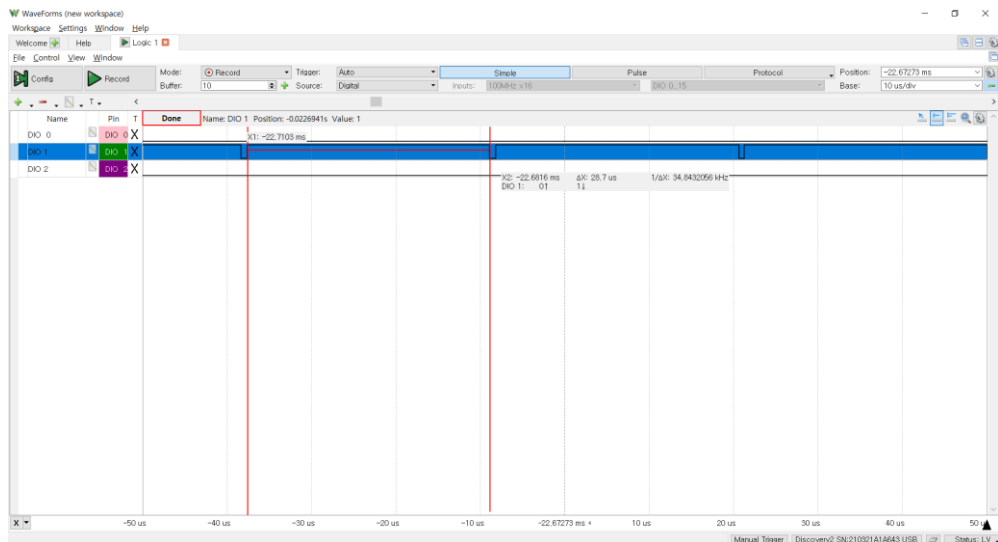 WaveForms (new workspace)
Workspace Settings Window Help
Welcome Help Logic 1
File Control View Window
Config Record Mode: Record Trigger: Auto Simple Pulse Protocol Position: -22.67273 ms
Buffer: 10 Source: Digital Inputs: 100MHz x16 DIO 0..15 Base: 10 us/div
T
Name Pin T Done Name: DIO 1 Position: -0.0226941s Value: 1
DIO 0 DIO 0 X X1: -22.7103 ms
DIO 1 DIO 1 X
DIO 2 DIO 2 X
X2: -22.6816 ms ΔX: 28.7 us 1/ΔX: 34.8432056 kHz
DIO 1: 0↑ 1↓
X -50 us -40 us -30 us -20 us -10 us -22.67273 ms 10 us 20 us 30 us 40 us 50 us
Manual Trigger Discovery2 SN:210321A1A643 USB Status: LV